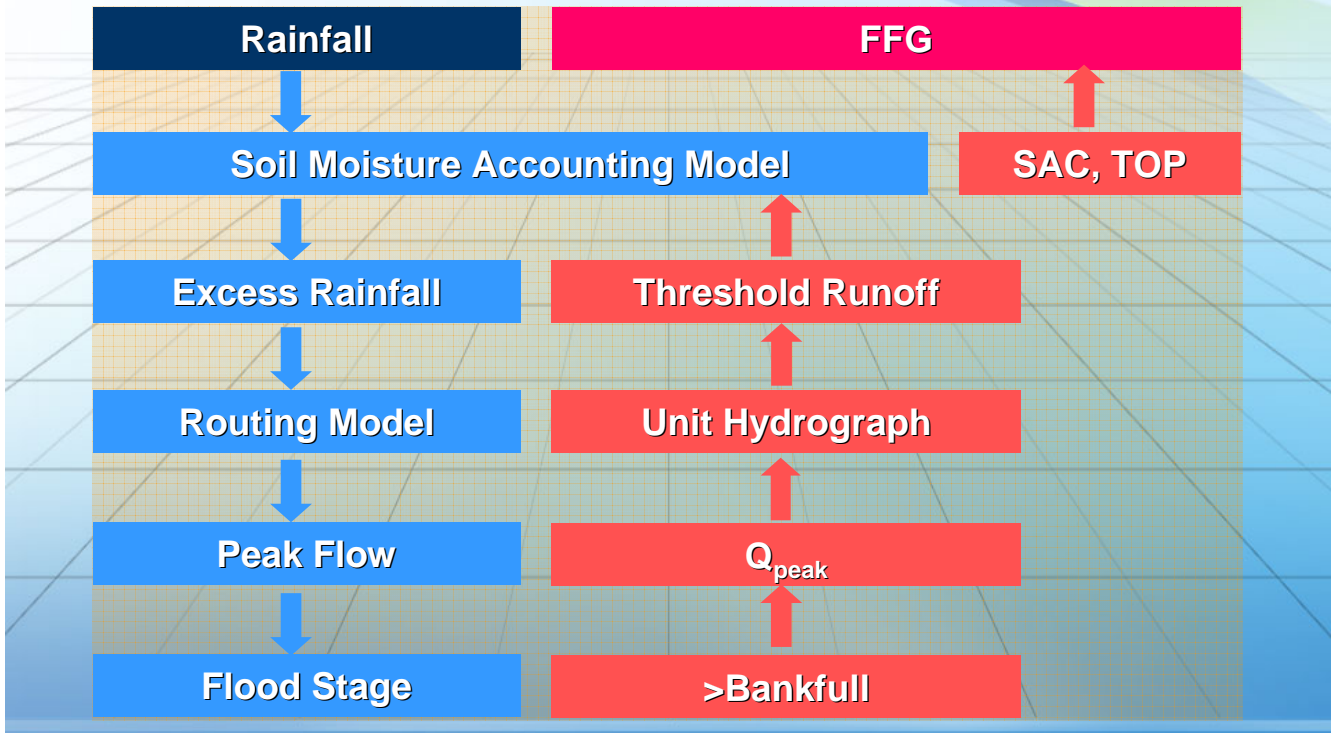 Rainfall
FFG
Soil Moisture Accounting Model
SAC, TOP
Excess Rainfall
Threshold Runoff
Routing Model
Unit Hydrograph
Peak Flow
Qpeak
Flood Stage
>Bankfull